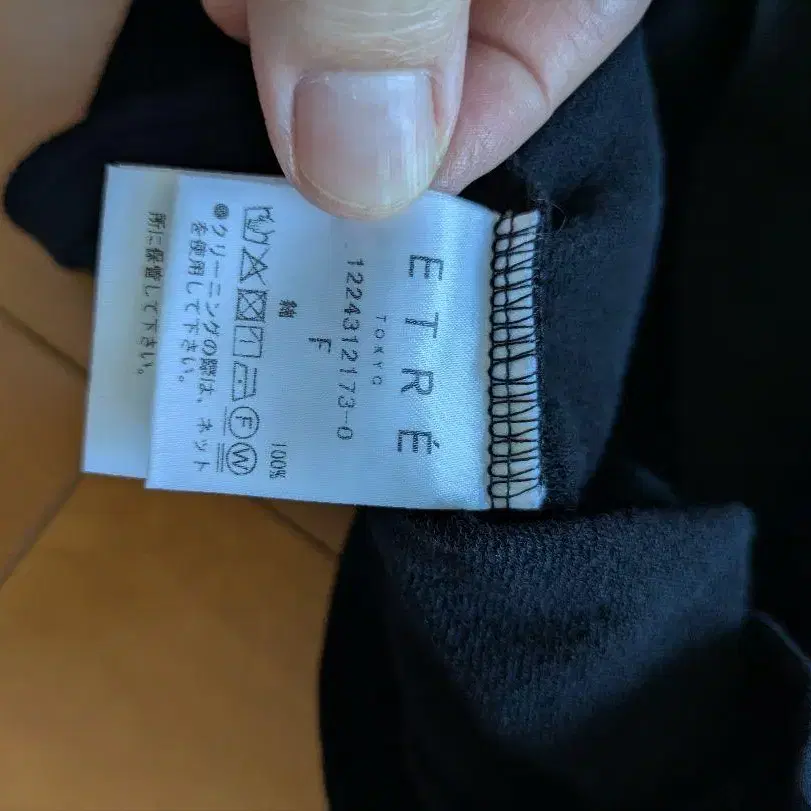 ETRÉ
TOKYO
1224312173-0
F
綿 100%
F W
●クリーニングの際は、ネット
を使用して下さい。
所に保管して下さい。